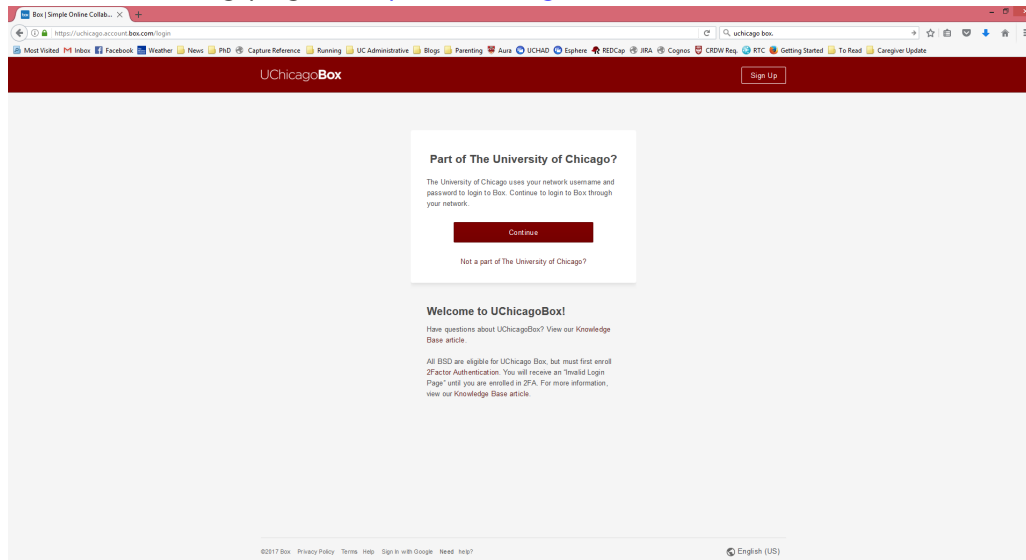 Box | Simple Online Collab...
https://uchicago.account.box.com/login
uchicago box.
Most Visited Inbox Facebook Weather News PhD Capture Reference Running UC Administrative Blogs Parenting Aura UCHAD Esphere REDCap JIRA Cognos CRDW Req. RTC Getting Started To Read Caregiver Update
UChicagoBox
Sign Up
Part of The University of Chicago?
The University of Chicago uses your network username and
password to login to Box. Continue to login to Box through
your network.
Continue
Not a part of The University of Chicago?
Welcome to UChicagoBox!
Have questions about UChicagoBox? View our Knowledge
Base article.
All BSD are eligible for UChicago Box, but must first enroll
2Factor Authentication. You will receive an "Invalid Login
Page" until you are enrolled in 2FA. For more information,
view our Knowledge Base article.
©2017 Box Privacy Policy Terms Help Sign In with Google Need help?
English (US)